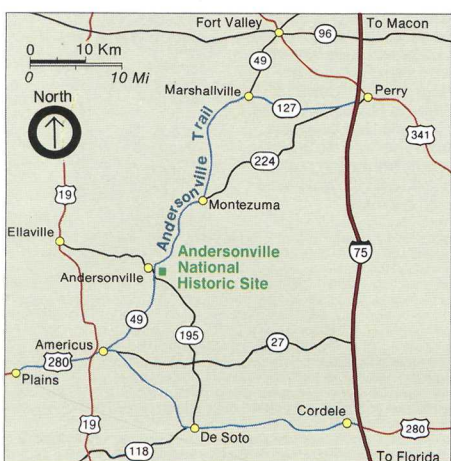 Fort Valley
To Macon
96
0 10 Km
0 10 Mi
49
North
Marshallville
127
Perry
341
Andersonville Trail
224
19
Montezuma
Ellaville
Andersonville
National
Historic Site
75
Andersonville
49
195
Americus
27
280
Plains
19
Cordele
280
De Soto
118
To Florida